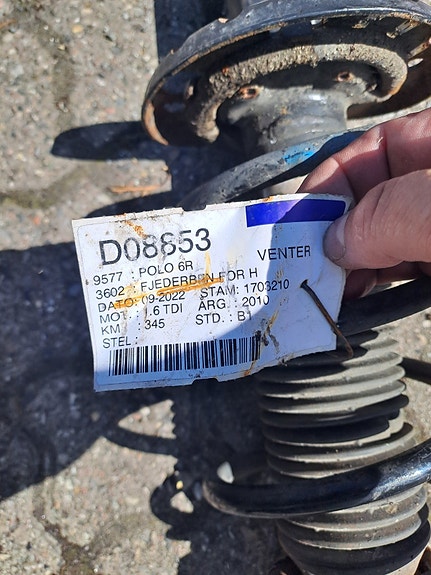 D08853
VENTER
9577 : POLO 6R
3602 : FJEDERBEN FOR H
DATO: 09-2022 STAM: 1703210
MOT : .6 TDI ARG. : 2010
KM : 345 STD. : B1
STEL :